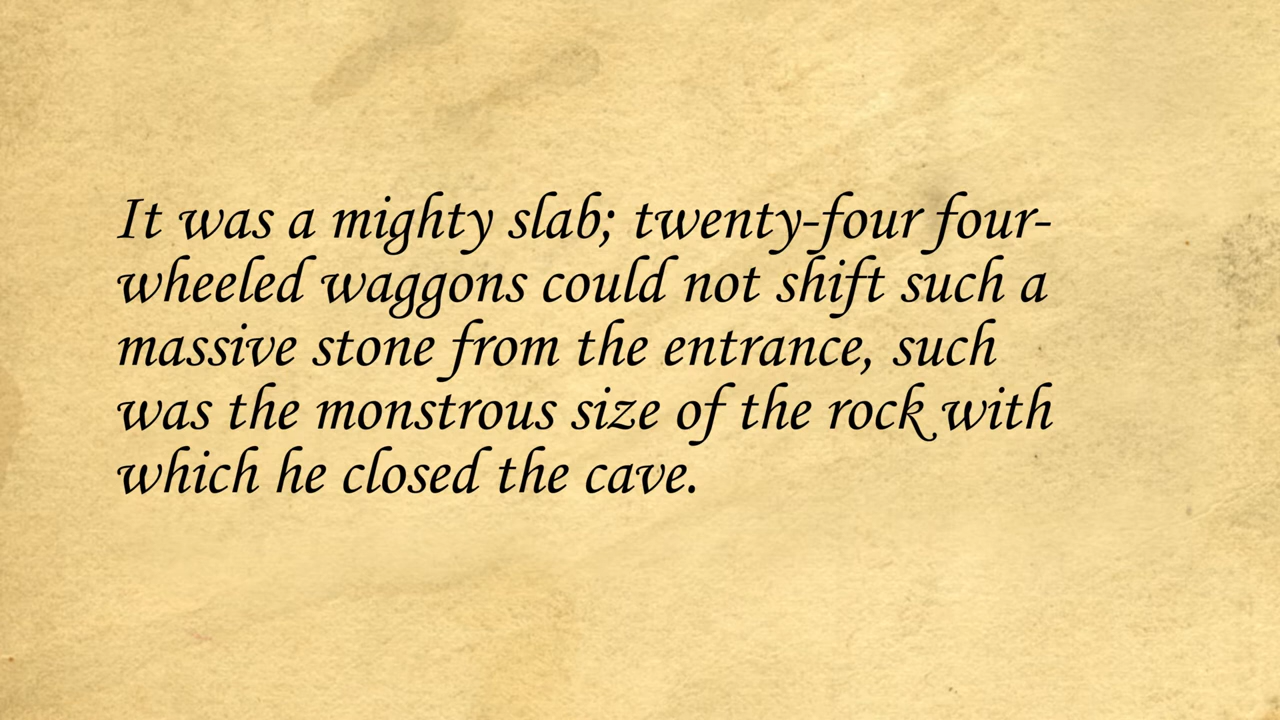 It was a mighty slab; twenty-four four-
wheeled waggons could not shift such a
massive stone from the entrance, such
was the monstrous size of the rock with
which he closed the cave.